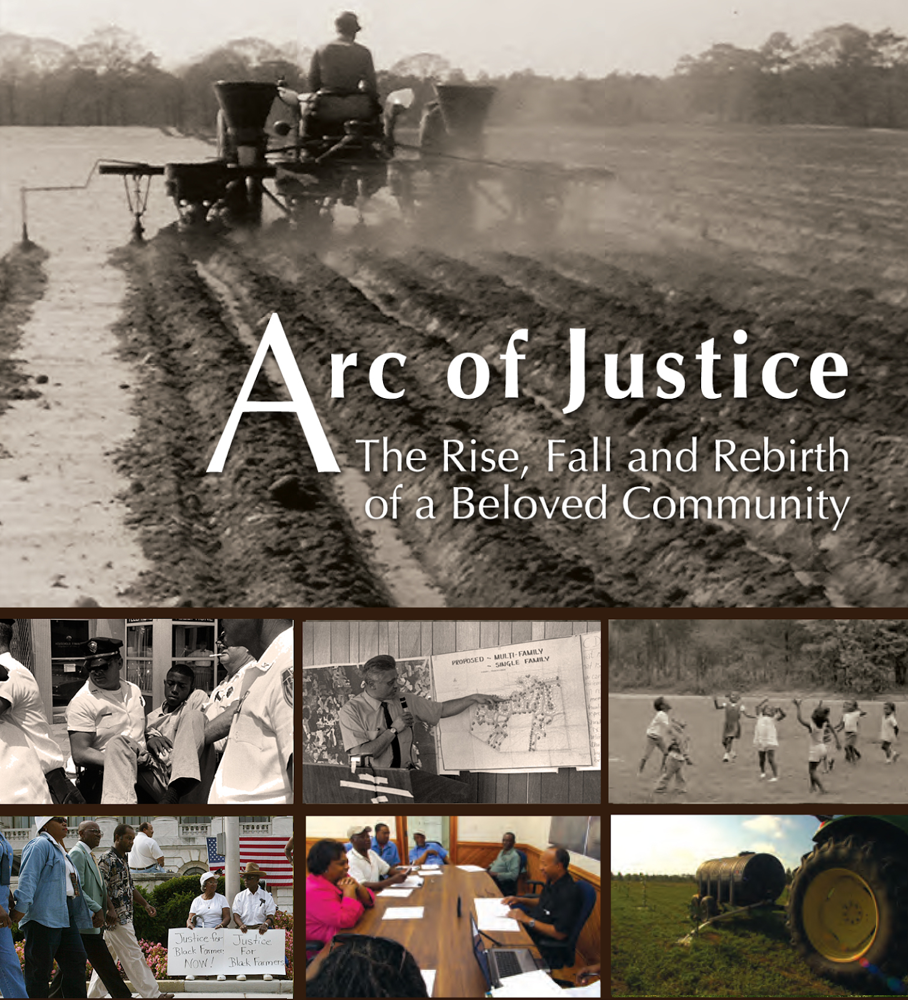 Arc of Justice
The Rise, Fall and Rebirth
of a Beloved Community
TELEPHONE
PROPOSED ~ MULTI-FAMILY
~ SINGLE FAMILY
Justice for
Black Farmers
NOW!
Justice
For
Black Farmers